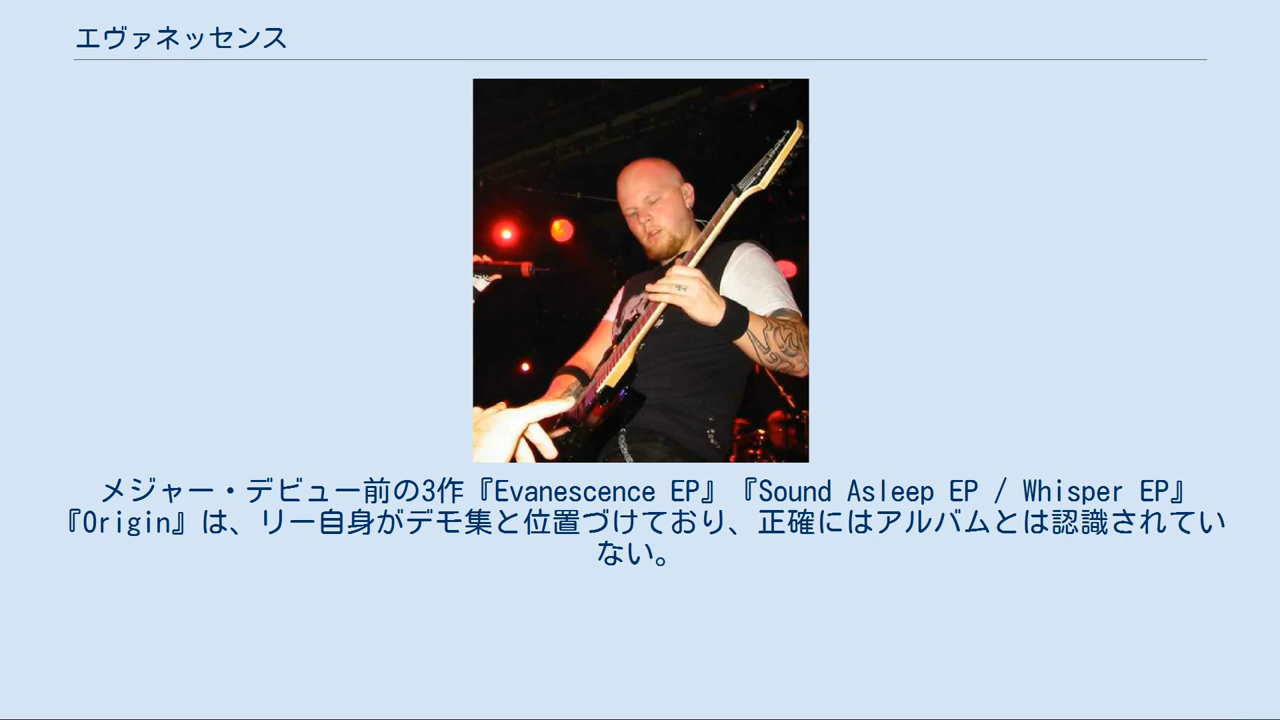 エヴァネッセンス
メジャー・デビュー前の3作『Evanescence EP』『Sound Asleep EP / Whisper EP』
『Origin』は、リー自身がデモ集と位置づけており、正確にはアルバムとは認識されてい
ない。